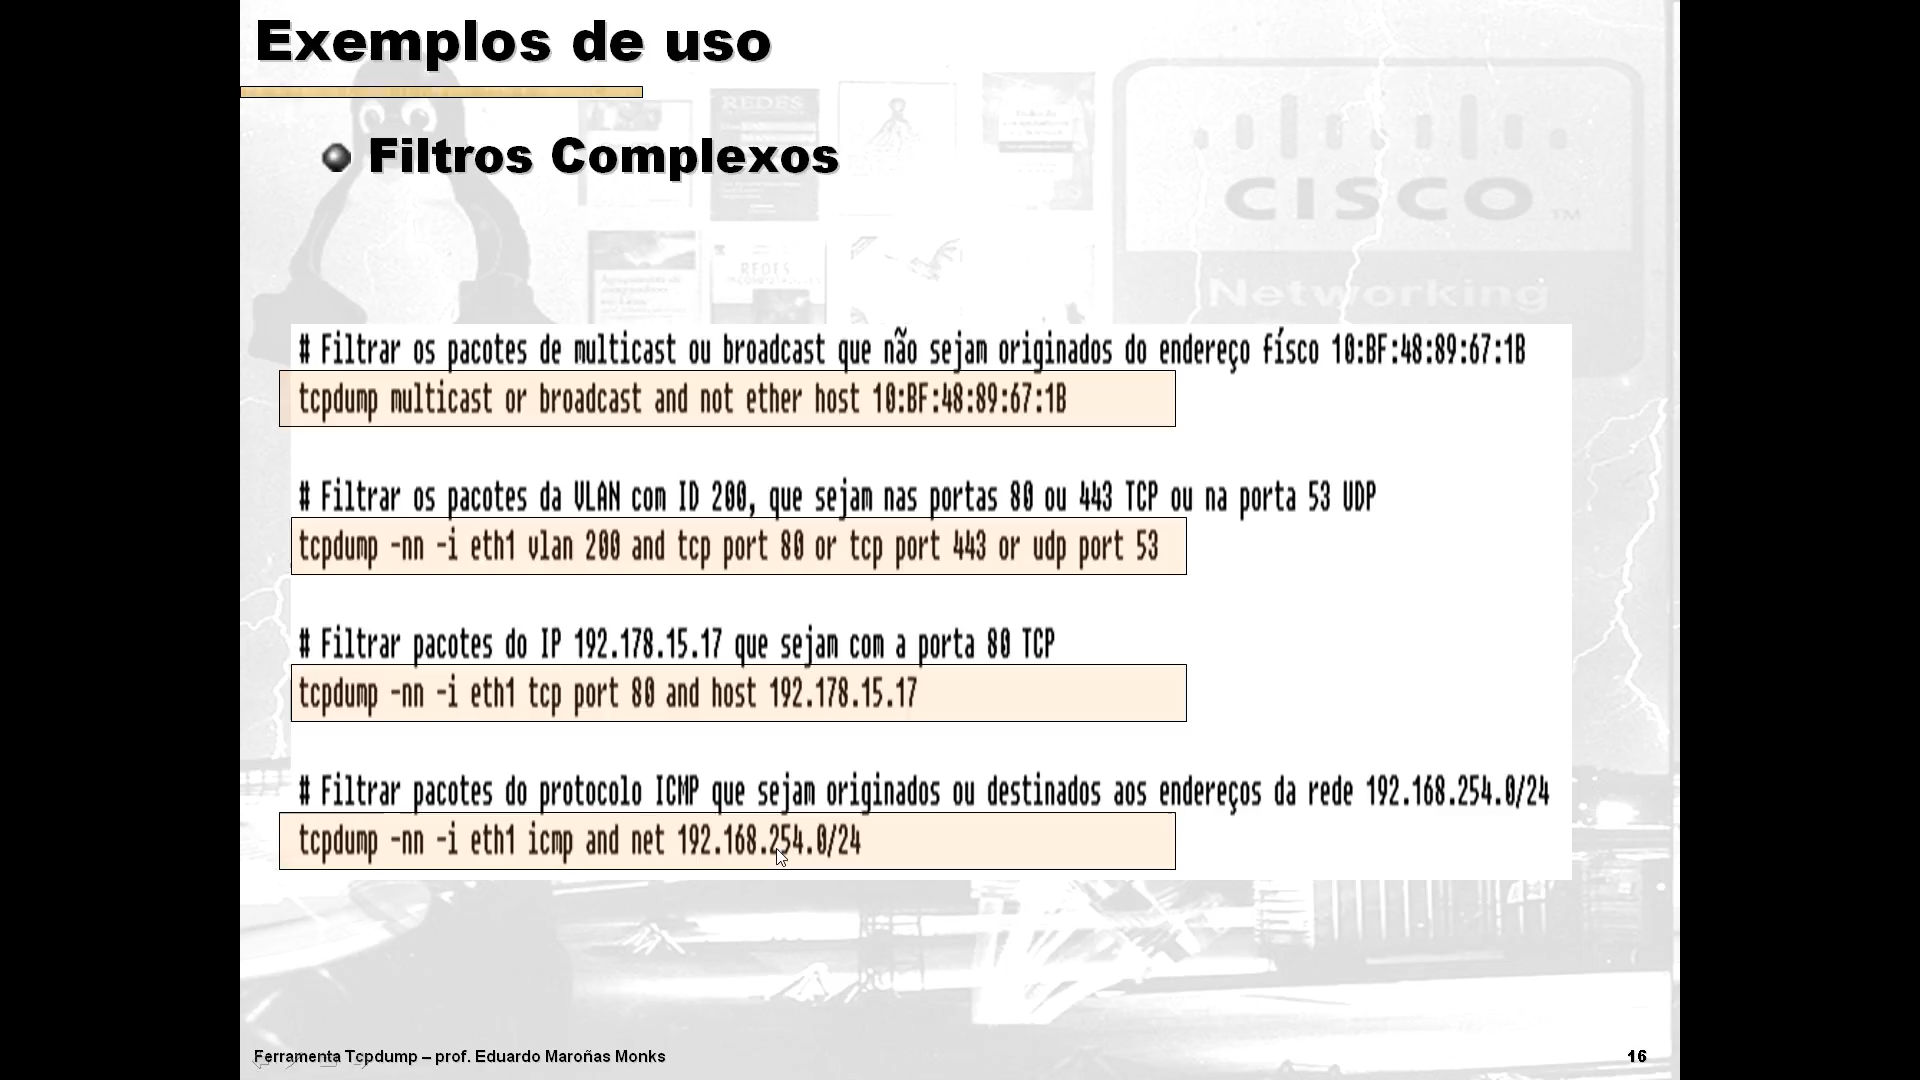 Exemplos de uso
Filtros Complexos
REDES
CISCO TM
REDES
Networking
# Filtrar os pacotes de multicast ou broadcast que não sejam originados do endereço físco 10:BF:48:89:67:1B
tcpdump multicast or broadcast and not ether host 10:BF:48:89:67:1B
# Filtrar os pacotes da VLAN com ID 200, que sejam nas portas 80 ou 443 TCP ou na porta 53 UDP
tcpdump -nn -i eth1 vlan 200 and tcp port 80 or tcp port 443 or udp port 53
# Filtrar pacotes do IP 192.178.15.17 que sejam com a porta 80 TCP
tcpdump -nn -i eth1 tcp port 80 and host 192.178.15.17
# Filtrar pacotes do protocolo ICMP que sejam originados ou destinados aos endereços da rede 192.168.254.0/24
tcpdump -nn -i eth1 icmp and net 192.168.254.0/24
Ferramenta Tcpdump – prof. Eduardo Maroñas Monks
16